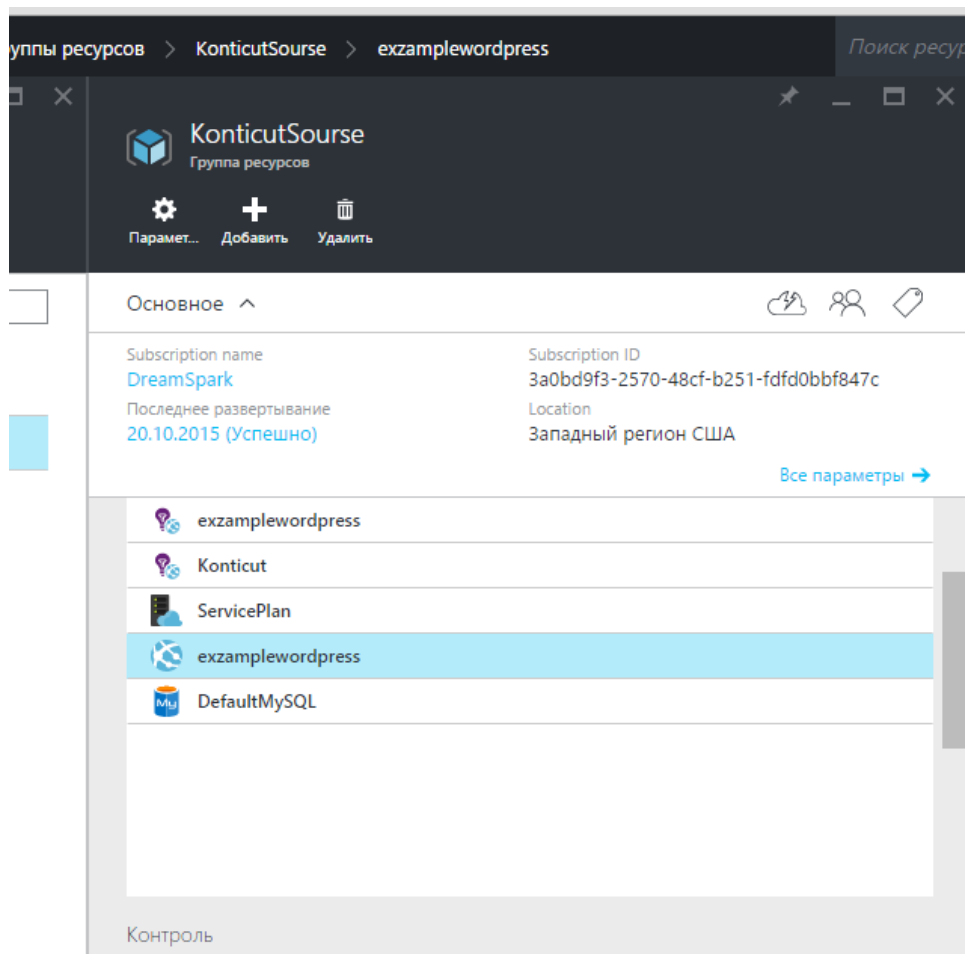 уппы ресурсов > KonticutSourse > exzamplewordpress
Поиск ресур
KonticutSourse
Группа ресурсов
Парамет... Добавить Удалить
Основное
Subscription name
DreamSpark
Subscription ID
3a0bd9f3-2570-48cf-b251-fdfd0bbf847c
Последнее развертывание
20.10.2015 (Успешно)
Location
Западный регион США
Все параметры →
exzamplewordpress
Konticut
ServicePlan
exzamplewordpress
My DefaultMySQL
Контроль